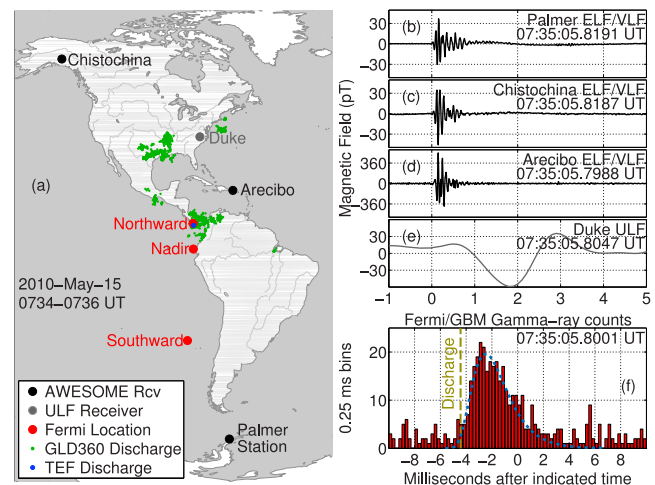 Chistochina
Duke
(a)
Arecibo
Northward
Nadir
2010−May−15
0734−0736 UT
Southward
AWESOME Rcv
ULF Receiver
Fermi Location
GLD360 Discharge
TEF Discharge
Palmer
Station
Magnetic Field (pT)
30
0
−30
(b)
Palmer ELF/VLF
07:35:05.8191 UT
30
0
−30
(c)
Chistochina ELF/VLF
07:35:05.8187 UT
360
0
−360
(d)
Arecibo ELF/VLF
07:35:05.7988 UT
30
0
−30
(e)
Duke ULF
07:35:05.8047 UT
−1 0 1 2 3 4 5
Fermi/GBM Gamma−ray counts
07:35:05.8001 UT
0.25 ms bins
20
10
0
Discharge
(f)
−8 −6 −4 −2 0 2 4 6 8
Milliseconds after indicated time